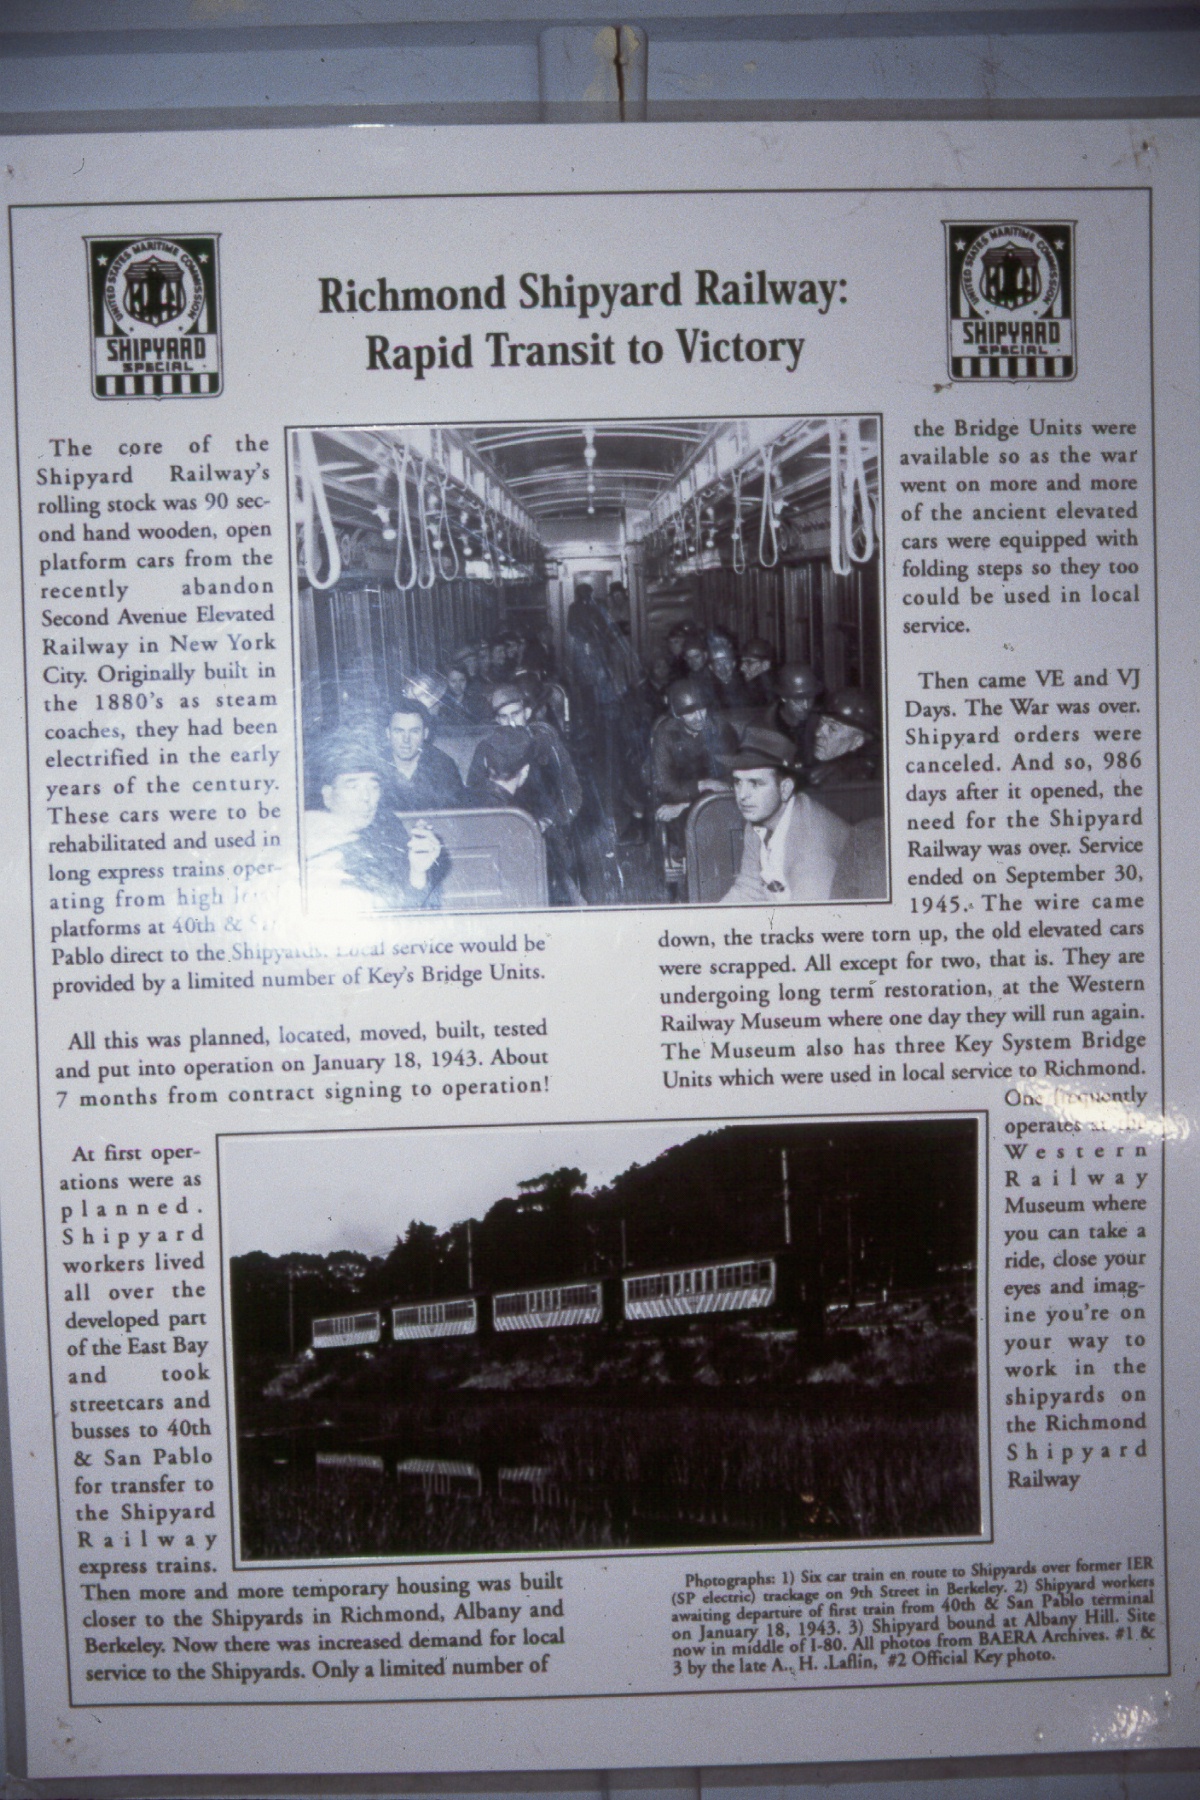 UNITED STATES MARITIME COMMISSION
SHIPYARD
SPECIAL
Richmond Shipyard Railway:
Rapid Transit to Victory
UNITED STATES MARITIME COMMISSION
SHIPYARD
SPECIAL
The core of the
Shipyard Railway's
rolling stock was 90 sec-
ond hand wooden, open
platform cars from the
recently abandon
Second Avenue Elevated
Railway in New York
City. Originally built in
the 1880's as steam
coaches, they had been
electrified in the early
years of the century.
These cars were to be
rehabilitated and used in
long express trains oper-
ating from high
platforms at 40th &
Pablo direct to the Shipyards. Local service would be
provided by a limited number of Key's Bridge Units.
All this was planned, located, moved, built, tested
and put into operation on January 18, 1943. About
7 months from contract signing to operation!
At first oper-
ations were as
planned.
Shipyard
workers lived
all over the
developed part
of the East Bay
and took
streetcars and
busses to 40th
& San Pablo
for transfer to
the Shipyard
Railway
express trains.
Then more and more temporary housing was built
closer to the Shipyards in Richmond, Albany and
Berkeley. Now there was increased demand for local
service to the Shipyards. Only a limited number of
the Bridge Units were
available so as the war
went on more and more
of the ancient elevated
cars were equipped with
folding steps so they too
could be used in local
service.
Then came VE and VJ
Days. The War was over.
Shipyard orders were
canceled. And so, 986
days after it opened, the
need for the Shipyard
Railway was over. Service
ended on September 30,
1945. The wire came
down, the tracks were torn up, the old elevated cars
were scrapped. All except for two, that is. They are
undergoing long term restoration, at the Western
Railway Museum where one day they will run again.
The Museum also has three Key System Bridge
Units which were used in local service to Richmond.
One frequently
operates at the
Western
Railway
Museum where
you can take a
ride, close your
eyes and imag-
ine you're on
your way to
work in the
shipyards on
the Richmond
Shipyard
Railway
Photographs: 1) Six car train en route to Shipyards over former IER
(SP electric) trackage on 9th Street in Berkeley. 2) Shipyard workers
awaiting departure of first train from 40th & San Pablo terminal
on January 18, 1943. 3) Shipyard bound at Albany Hill. Site
now in middle of I-80. All photos from BAERA Archives. #1 &
3 by the late A. H. Laflin, #2 Official Key photo.